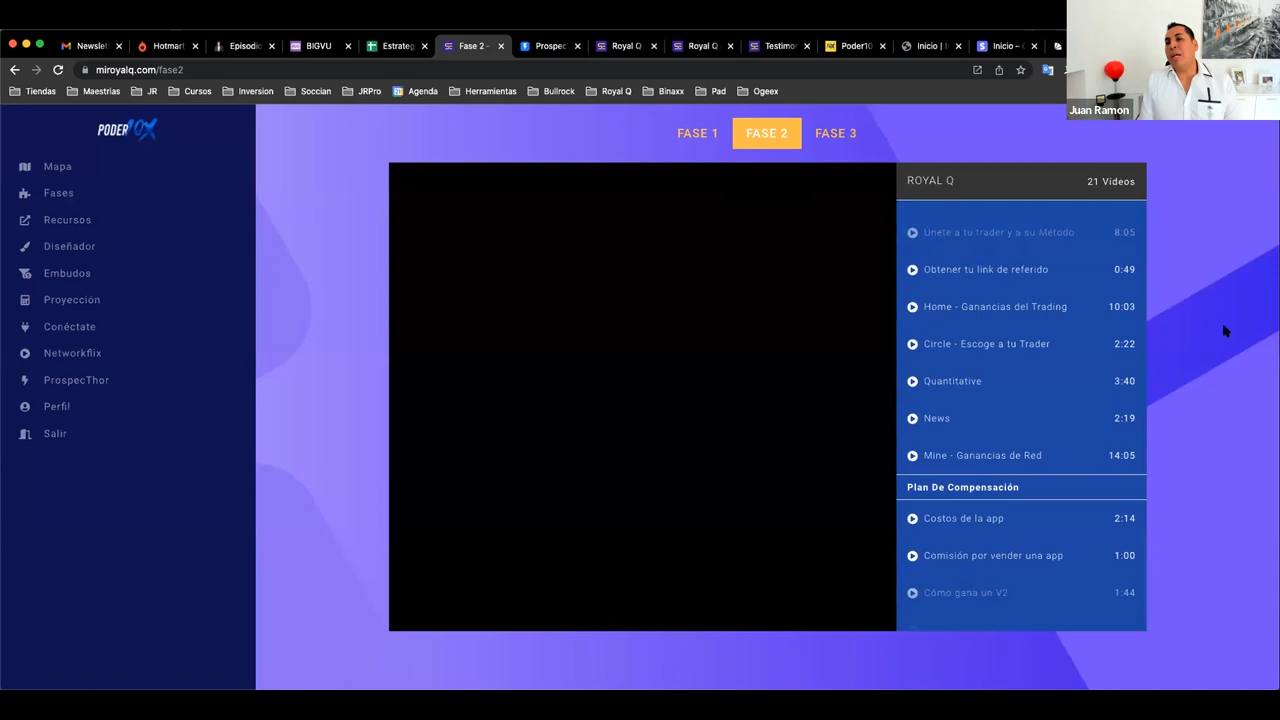 Newslet
Hotmart
Episodio
BIGVU
Estrateg
Fase 2 -
Prospec
Royal Q
Royal Q
Testimor
Poder10
Inicio | I
Inicio – 
miroyalq.com/fase2
Tiendas
Maestrias
JR
Cursos
Inversion
Soccian
JRPro
Agenda
Herramientas
Bullrock
Royal Q
Binaxx
Pad
Ogeex
Juan Ramon
PODER10X
Mapa
Fases
Recursos
Diseñador
Embudos
Proyección
Conéctate
Networkflix
ProspecThor
Perfil
Salir
FASE 1
FASE 2
FASE 3
ROYAL Q 21 Vídeos
Únete a tu trader y a su Método 8:05
Obtener tu link de referido 0:49
Home - Ganancias del Trading 10:03
Circle - Escoge a tu Trader 2:22
Quantitative 3:40
News 2:19
Mine - Ganancias de Red 14:05
Plan De Compensación
Costos de la app 2:14
Comisión por vender una app 1:00
Cómo gana un V2 1:44